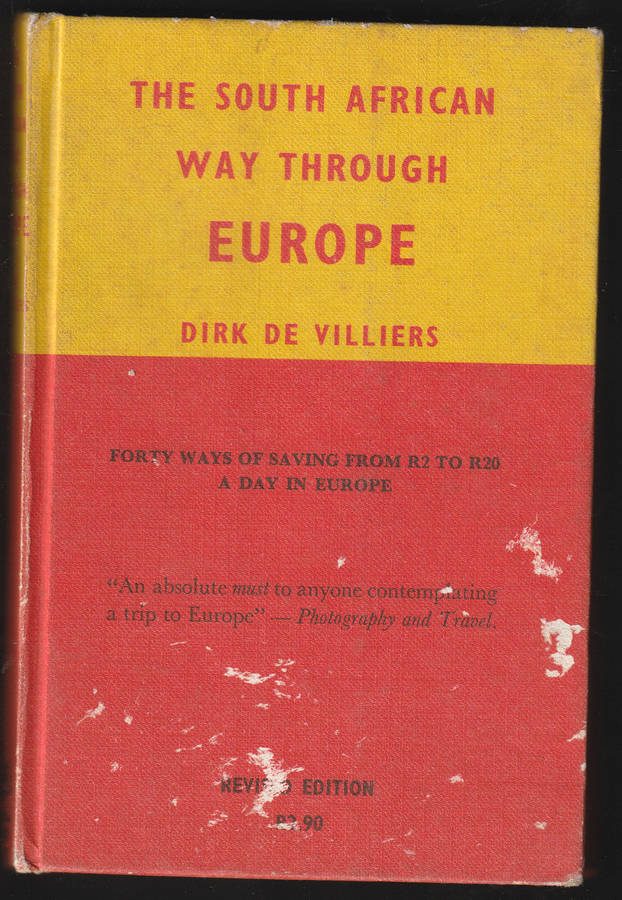 THE SOUTH AFRICAN
WAY THROUGH
EUROPE
DIRK DE VILLIERS
FORTY WAYS OF SAVING FROM R2 TO R20
A DAY IN EUROPE
“An absolute must to anyone contemplating
a trip to Europe” — Photography and Travel.
EDITION